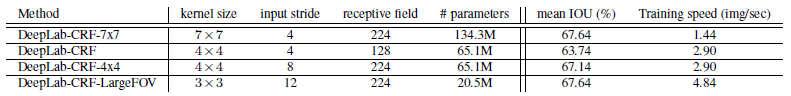 Method kernel size input stride receptive field # parameters mean IOU (%) Training speed (img/sec)
DeepLab-CRF-7x7 7×7 4 224 134.3M 67.64 1.44
DeepLab-CRF 4×4 4 128 65.1M 63.74 2.90
DeepLab-CRF-4x4 4×4 8 224 65.1M 67.14 2.90
DeepLab-CRF-LargeFOV 3×3 12 224 20.5M 67.64 4.84